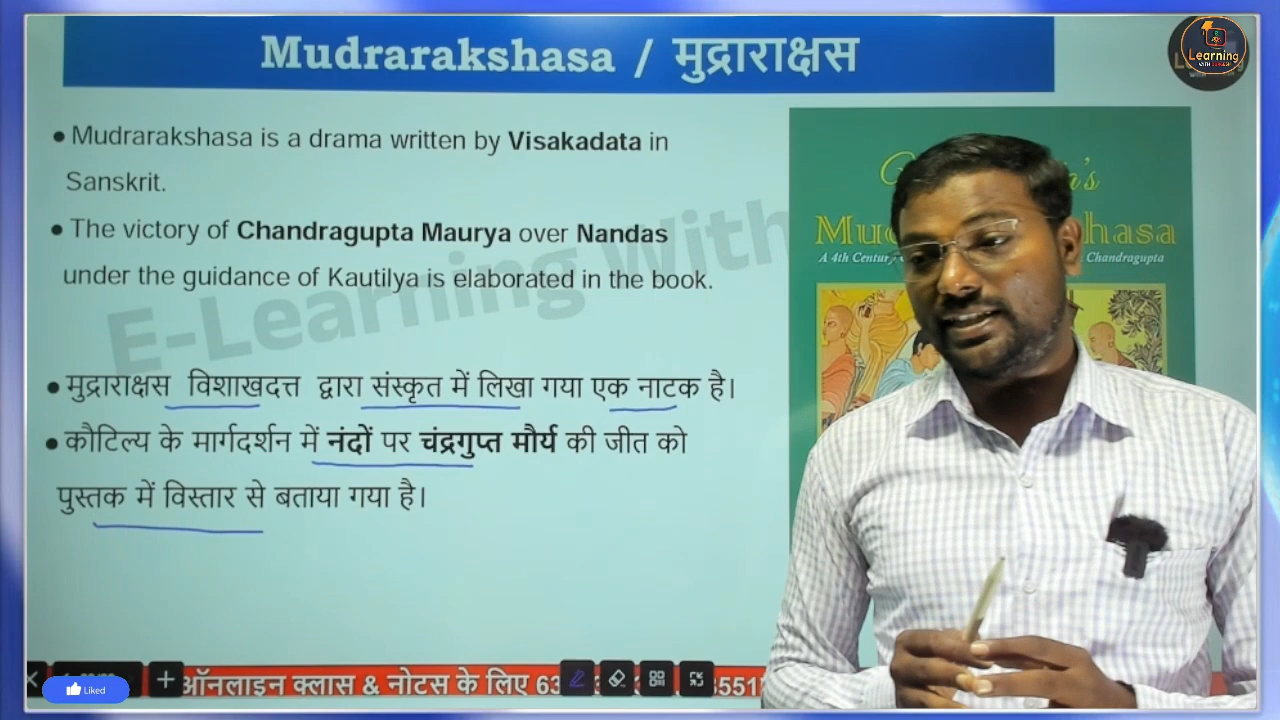 Mudrarakshasa / मुद्राराक्षस
Learning
• Mudrarakshasa is a drama written by Visakadata in
Sanskrit.
• The victory of Chandragupta Maurya over Nandas
under the guidance of Kautilya is elaborated in the book.
E-Learning With
• मुद्राराक्षस विशाखदत्त द्वारा संस्कृत में लिखा गया एक नाटक है।
• कौटिल्य के मार्गदर्शन में नंदों पर चंद्रगुप्त मौर्य की जीत को
पुस्तक में विस्तार से बताया गया है।
A 4th Century
Chandragupta
ऑनलाइन क्लास & नोटस के लिए
Liked